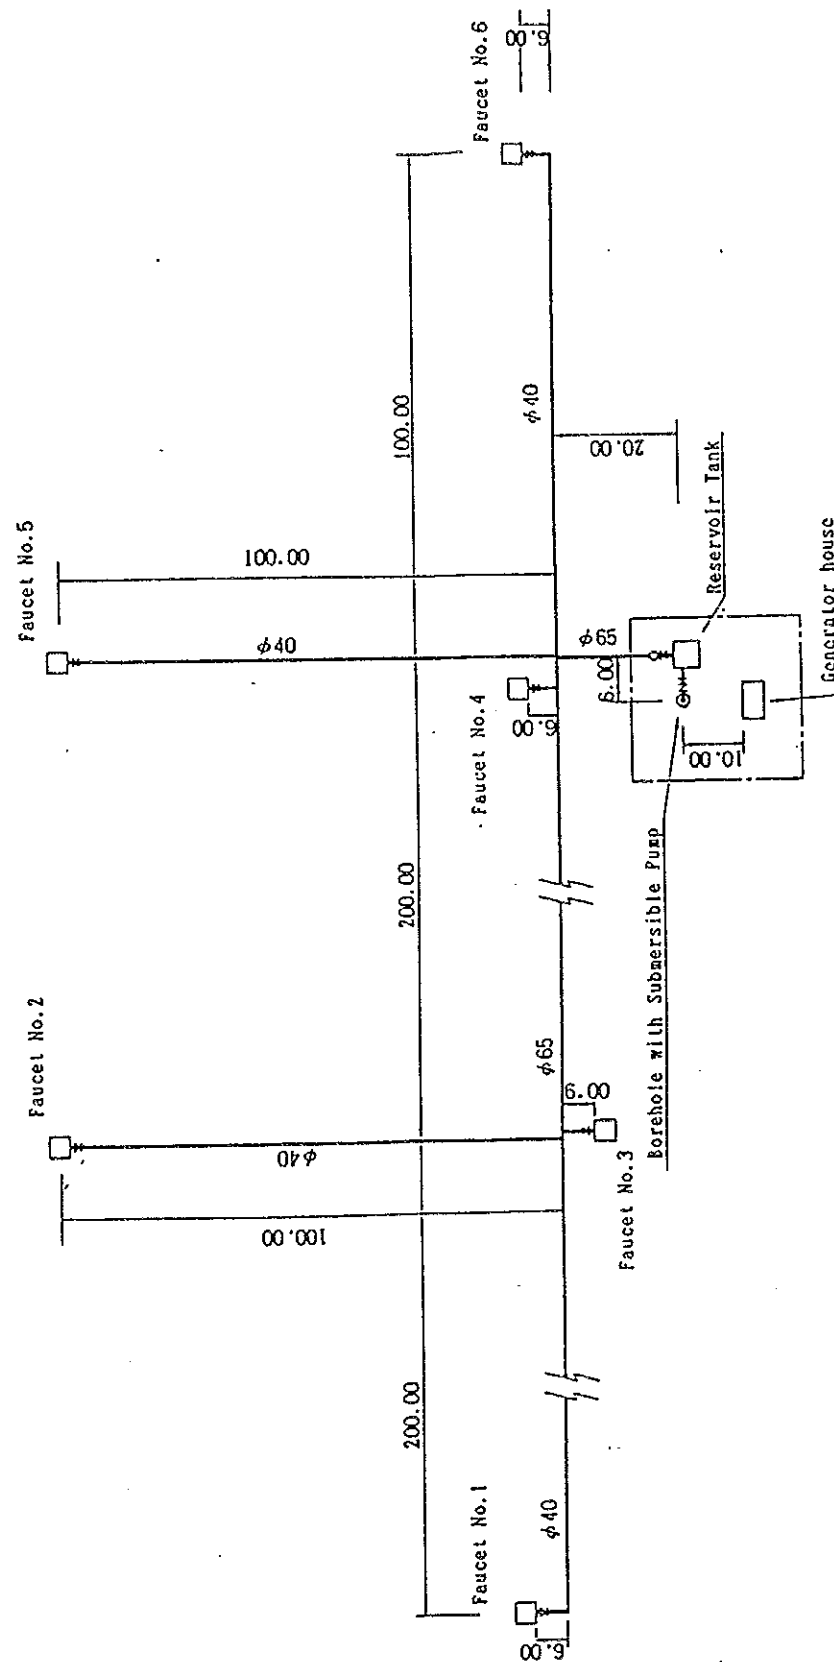 Faucet No.6
6.00
100.00
φ40
20.00
Faucet No.5
100.00
φ40
φ65
6.00
Reservoir Tank
Generator house
10.00
Faucet No.4
6.00
200.00
Borehole with Submersible Pump
Faucet No.2
φ65
6.00
φ40
Faucet No.3
100.00
200.00
Faucet No.1
φ40
6.00